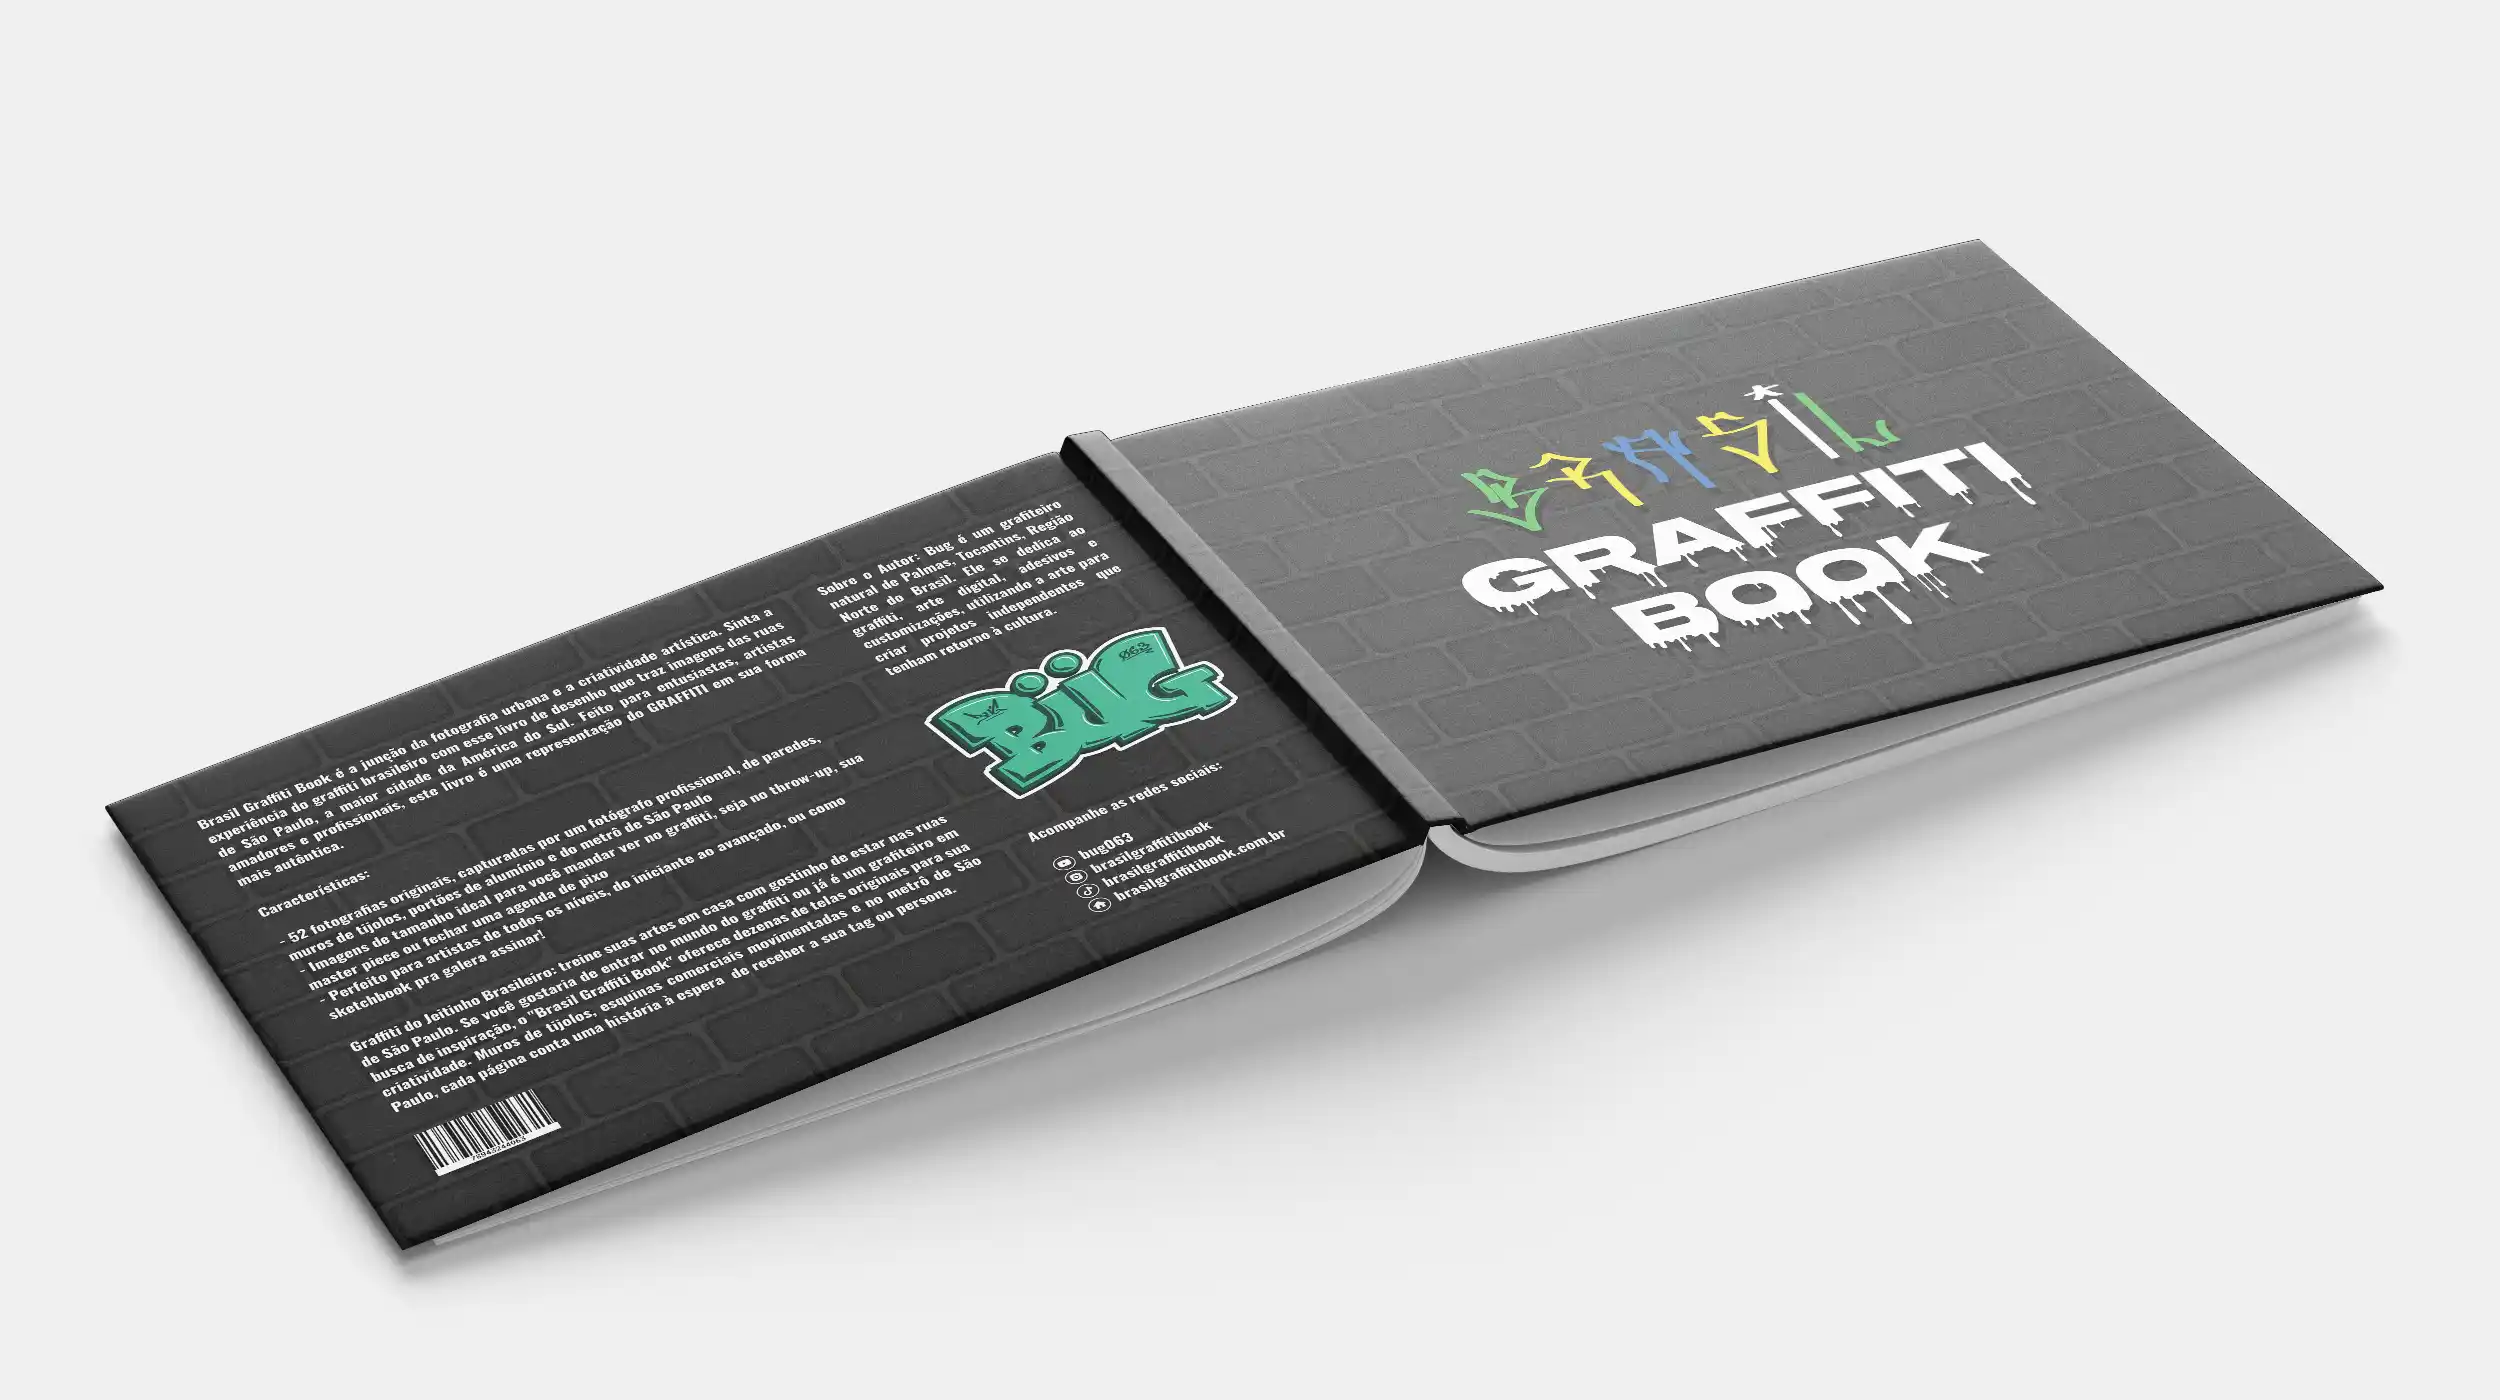 BRASIL
GRAFFITI
BOOK
Brasil Graffiti Book é a junção da fotografia urbana e a criatividade artística. Sinta a
experiência do graffiti brasileiro com esse livro de desenho que traz imagens das ruas
de São Paulo, a maior cidade da América do Sul. Feito para entusiastas, artistas
amadores e profissionais, este livro é uma representação do GRAFFITI em sua forma
mais autêntica.
Características:
- 52 fotografias originais, capturadas por um fotógrafo profissional, de paredes,
muros de tijolos, portões de alumínio e do metrô de São Paulo
- Imagens de tamanho ideal para você mandar ver no graffiti, seja no throw-up, sua
master piece ou fechar uma agenda de pixo
- Perfeito para artistas de todos os níveis, do iniciante ao avançado, ou como
sketchbook pra galera assinar!
Graffiti do Jeitinho Brasileiro: treine suas artes em casa com gostinho de estar nas ruas
de São Paulo. Se você gostaria de entrar no mundo do graffiti ou já é um grafiteiro em
busca de inspiração, o "Brasil Graffiti Book" oferece dezenas de telas originais para sua
criatividade. Muros de tijolos, esquinas comerciais movimentadas e no metrô de São
Paulo, cada página conta uma história à espera de receber a sua tag ou persona.
78943244063
Sobre o Autor: Bug é um grafiteiro
natural de Palmas, Tocantins, Região
Norte do Brasil. Ele se dedica ao
graffiti, arte digital, adesivos e
customizações, utilizando a arte para
criar projetos independentes que
tenham retorno à cultura.
BUG
063
Acompanhe as redes sociais:
bug063
brasilgraffitibook
brasilgraffitibook
brasilgraffitibook.com.br